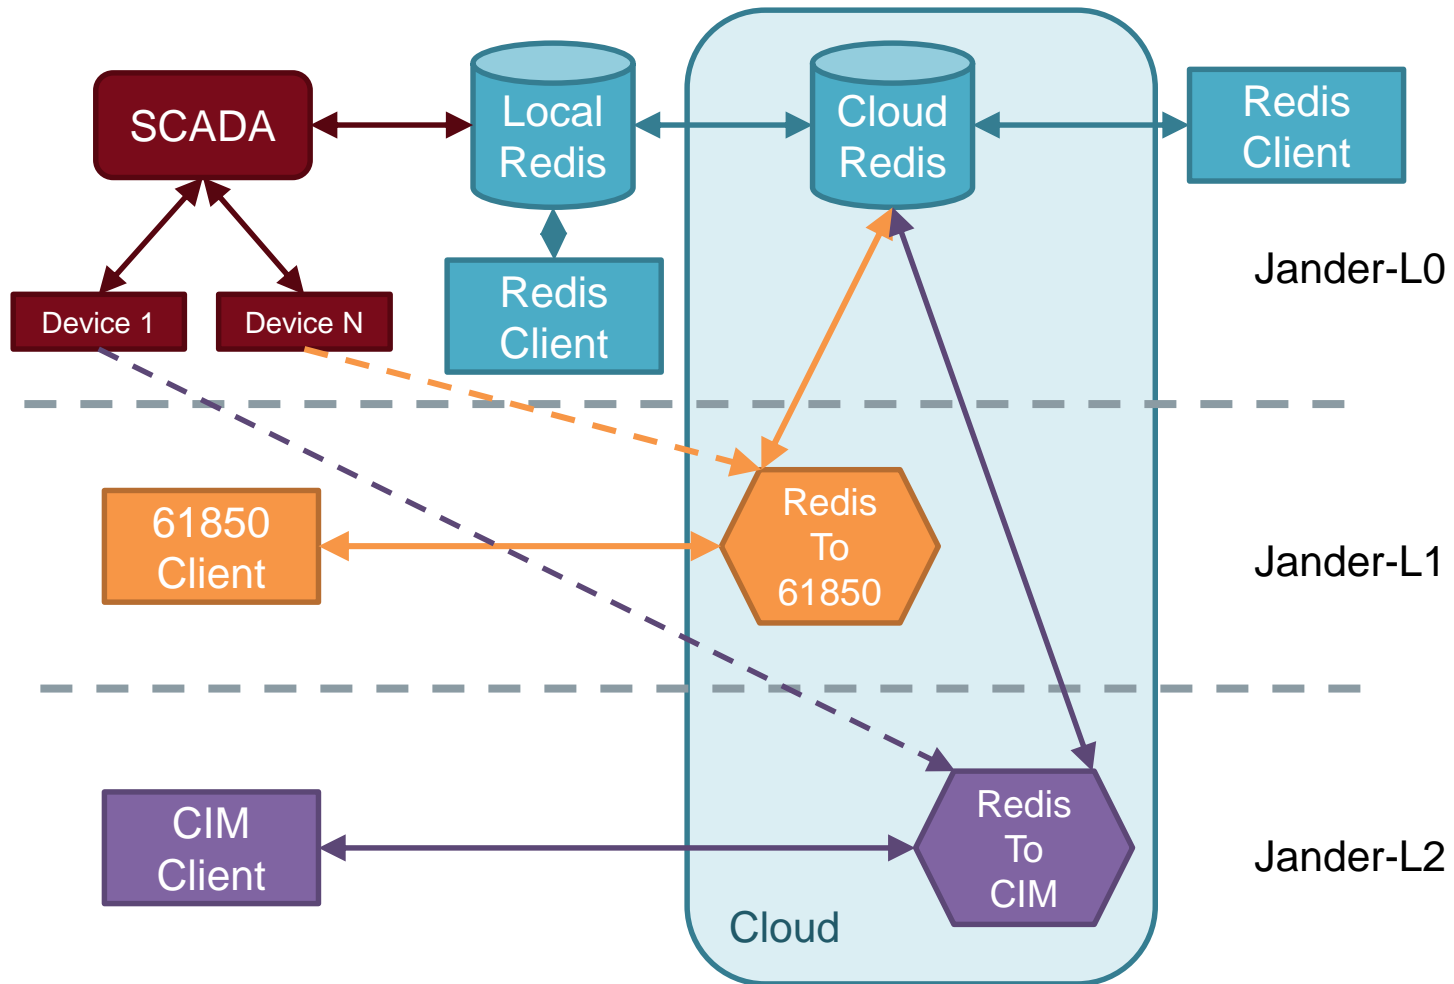 SCADA
Local
Redis
Cloud
Redis
Redis
Client
Device 1
Device N
Redis
Client
Jander-L0
61850
Client
Redis
To
61850
Jander-L1
CIM
Client
Redis
To
CIM
Jander-L2
Cloud